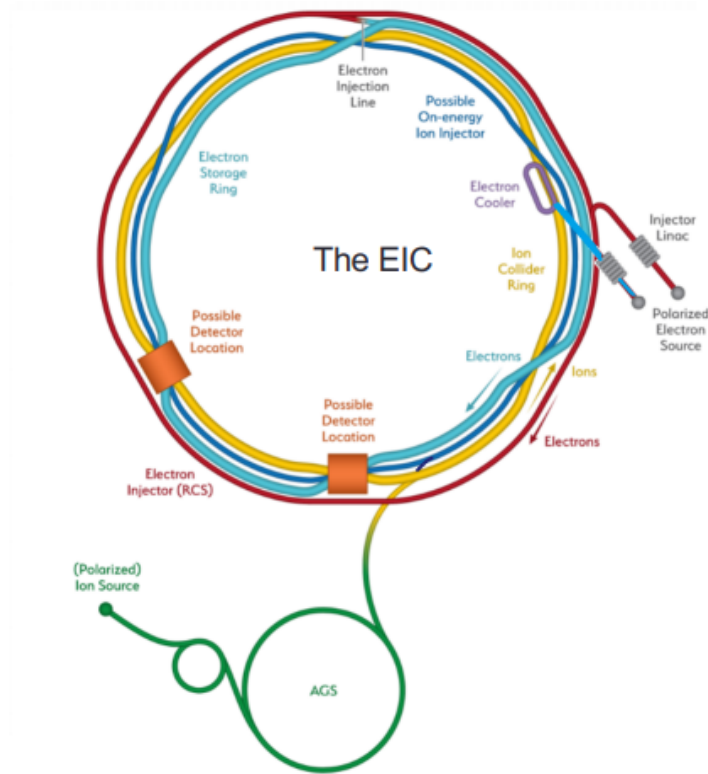 Electron
Injection
Line
Possible
On-energy
Ion Injector
Electron
Storage
Ring
Electron
Cooler
Injector
Linac
The EIC
Ion
Collider
Ring
Polarized
Electron
Source
Possible
Detector
Location
Electrons
Ions
Possible
Detector
Location
Electrons
Electron
Injector (RCS)
(Polarized)
Ion Source
AGS